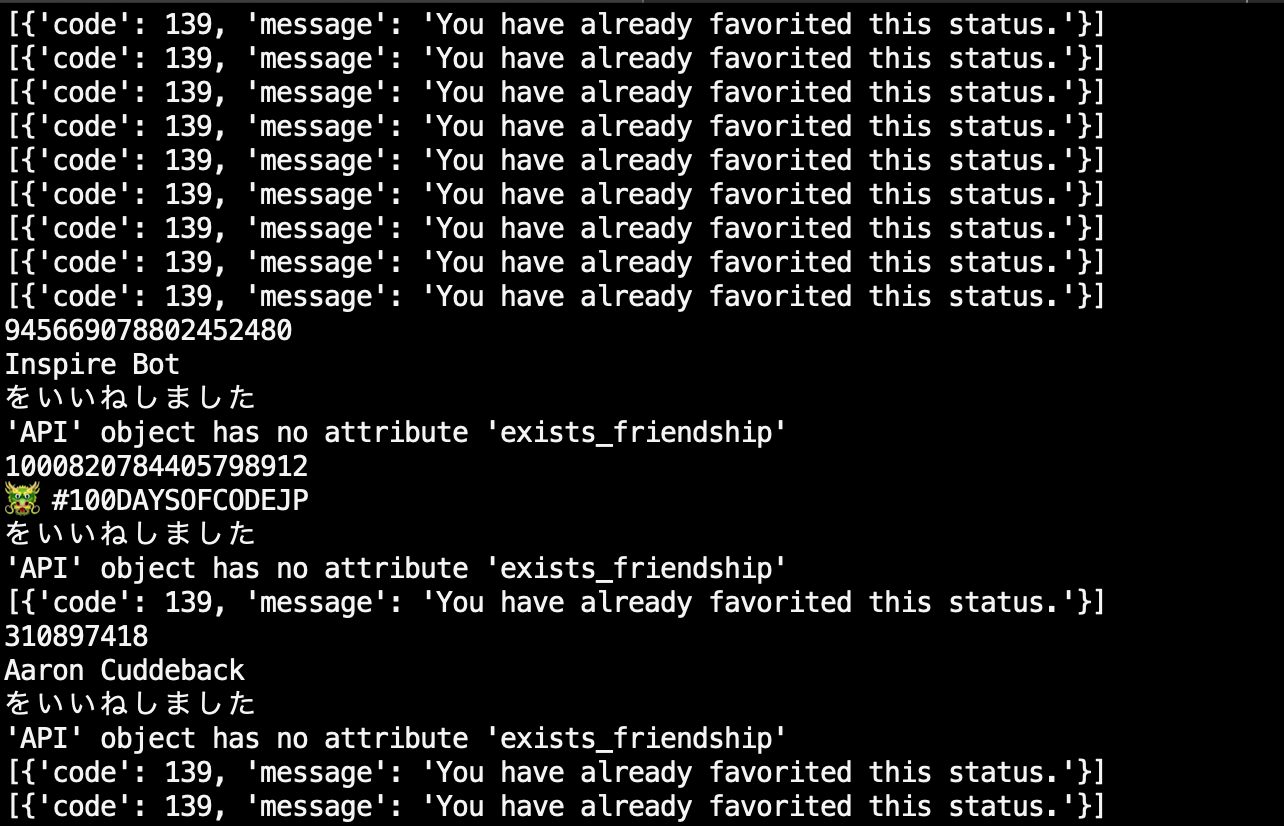 [{'code': 139, 'message': 'You have already favorited this status.'}]
[{'code': 139, 'message': 'You have already favorited this status.'}]
[{'code': 139, 'message': 'You have already favorited this status.'}]
[{'code': 139, 'message': 'You have already favorited this status.'}]
[{'code': 139, 'message': 'You have already favorited this status.'}]
[{'code': 139, 'message': 'You have already favorited this status.'}]
[{'code': 139, 'message': 'You have already favorited this status.'}]
[{'code': 139, 'message': 'You have already favorited this status.'}]
[{'code': 139, 'message': 'You have already favorited this status.'}]
945669078802452480
Inspire Bot
をいいねしました
'API' object has no attribute 'exists_friendship'
1000820784405798912
🐲 #100DAYSOFCODEJP
をいいねしました
'API' object has no attribute 'exists_friendship'
[{'code': 139, 'message': 'You have already favorited this status.'}]
310897418
Aaron Cuddeback
をいいねしました
'API' object has no attribute 'exists_friendship'
[{'code': 139, 'message': 'You have already favorited this status.'}]
[{'code': 139, 'message': 'You have already favorited this status.'}]